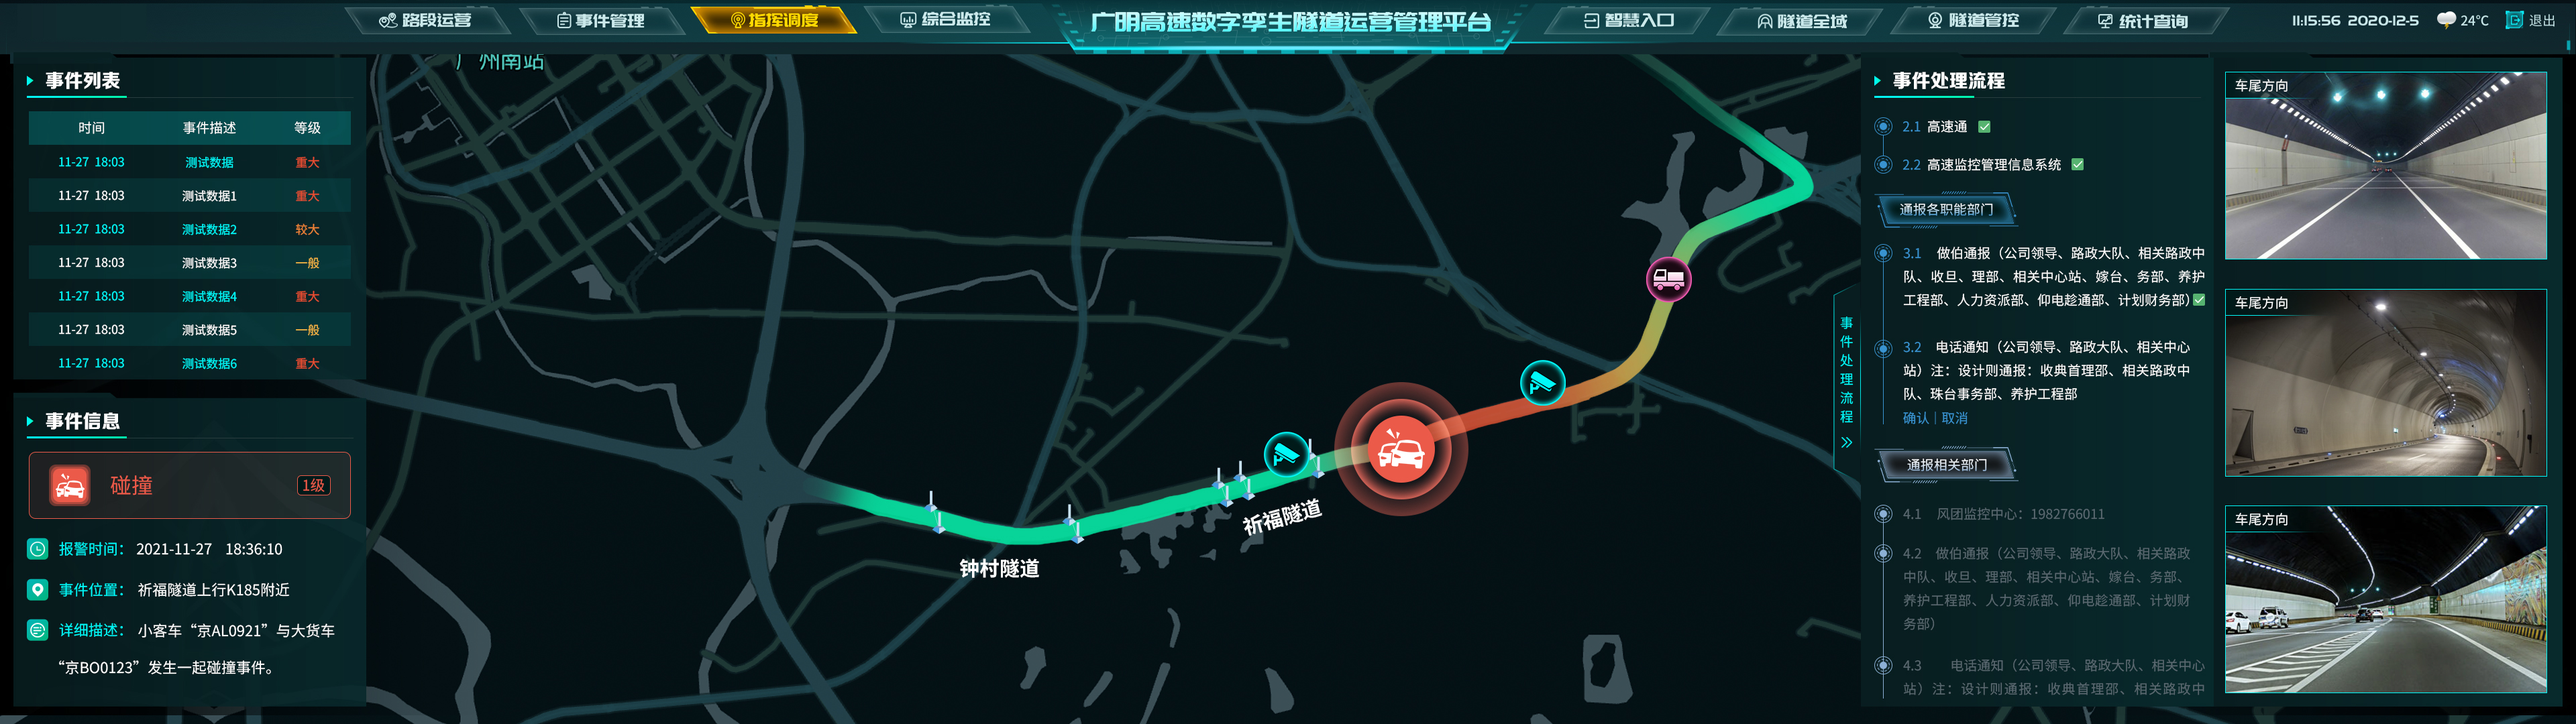 路段运营
事件管理
指挥调度
综合监控
广明高速数字孪生隧道运营管理平台
智慧入口
隧道全域
隧道管控
统计查询
11:15:56 2020-12-5
24℃
退出
广州南站
事件列表
时间 事件描述 等级
11-27 18:03 测试数据 重大
11-27 18:03 测试数据1 重大
11-27 18:03 测试数据2 较大
11-27 18:03 测试数据3 一般
11-27 18:03 测试数据4 重大
11-27 18:03 测试数据5 一般
11-27 18:03 测试数据6 重大
事件信息
碰撞
1级
报警时间： 2021-11-27 18:36:10
事件位置： 祈福隧道上行K185附近
详细描述： 小客车“京AL0921”与大货车
“京BO0123”发生一起碰撞事件。
钟村隧道
祈福隧道
事件处理流程
事件处理流程
2.1 高速通
2.2 高速监控管理信息系统
通报各职能部门
3.1 做伯通报（公司领导、路政大队、相关路政中
队、收旦、理部、相关中心站、嫁台、务部、养护
工程部、人力资派部、仰电趁通部、计划财务部）
3.2 电话通知（公司领导、路政大队、相关中心
站）注：设计则通报：收典首理邵、相关路政中
队、珠台事务部、养护工程部
确认 | 取消
通报相关部门
4.1 风团监控中心：1982766011
4.2 做伯通报（公司领导、路政大队、相关路政
中队、收旦、理部、相关中心站、嫁台、务部、
养护工程部、人力资派部、仰电趁通部、计划财
务部）
4.3 电话通知（公司领导、路政大队、相关中心
站）注：设计则通报：收典首理邵、相关路政中
车尾方向
车尾方向
车尾方向